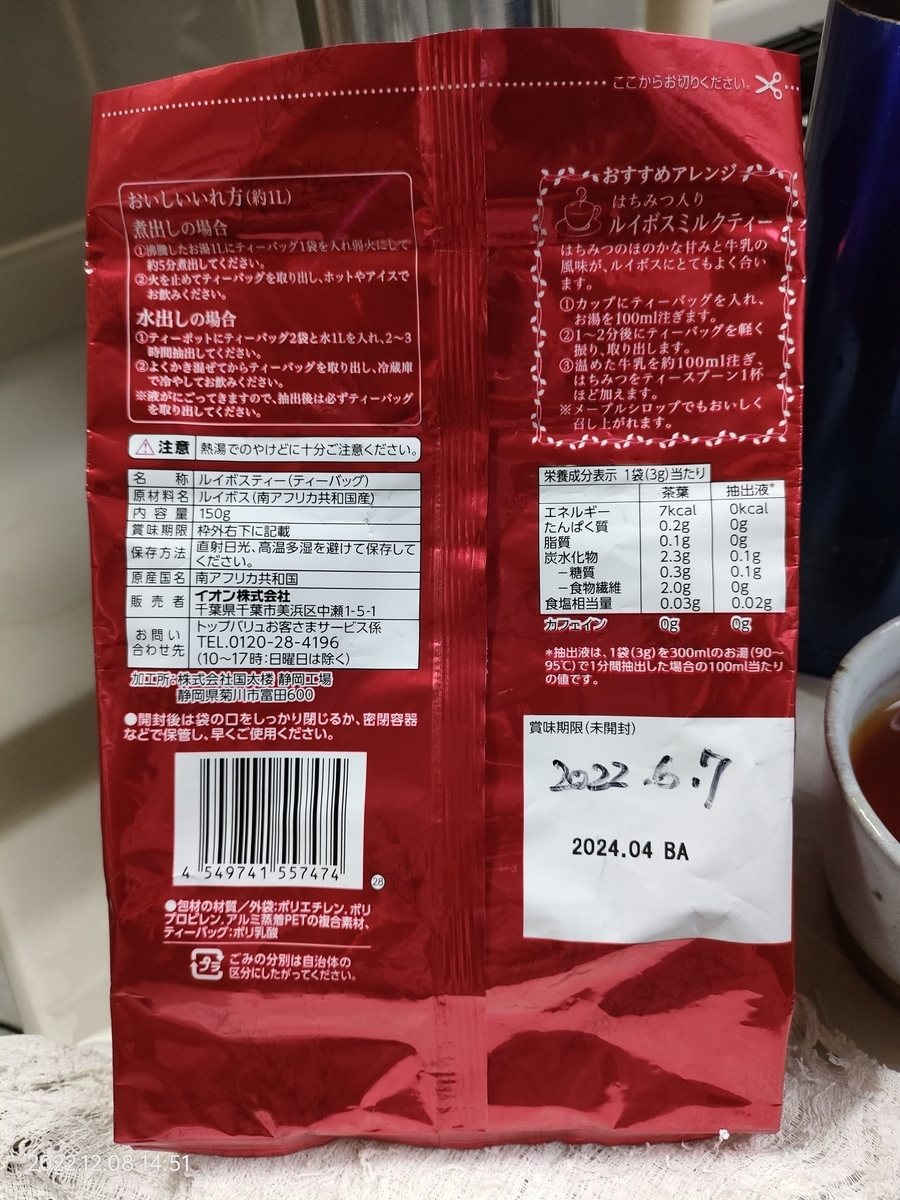 ここからお切りください。
おいしいいれ方(約1L)
煮出しの場合
①沸騰したお湯1Lにティーバッグ1袋を入れ弱火にして
約5分煮出してください。
②火を止めてティーバッグを取り出し、ホットやアイスで
お飲みください。
水出しの場合
①ティーポットにティーバッグ2袋と水1Lを入れ、2〜3
時間抽出してください。
②よくかき混ぜてからティーバッグを取り出し、冷蔵庫
で冷やしてお飲みください。
※液がにごってきますので、抽出後は必ずティーバッグ
を取り出してください。
注意 熱湯でのやけどに十分ご注意ください。
名称 ルイボスティー(ティーバッグ)
原材料名 ルイボス(南アフリカ共和国産)
内容量 150g
賞味期限 枠外右下に記載
保存方法 直射日光、高温多湿を避けて保存して
ください。
原産国名 南アフリカ共和国
販売者 イオン株式会社
千葉県千葉市美浜区中瀬1-5-1
お問い合わせ先 トップバリュお客さまサービス係
TEL.0120-28-4196
(10〜17時:日曜日は除く)
加工所:株式会社国太楼 静岡工場
静岡県菊川市富田600
●開封後は袋の口をしっかり閉じるか、密閉容器
などで保管し、早くご使用ください。
4 549741 557474
28
●包材の材質/外袋:ポリエチレン、ポリ
プロピレン、アルミ蒸着PETの複合素材、
ティーバッグ:ポリ乳酸
ごみの分別は自治体の
区分にしたがってください。
おすすめアレンジ
はちみつ入り
ルイボスミルクティー
はちみつのほのかな甘みと牛乳の
風味が、ルイボスにとてもよく合い
ます。
①カップにティーバッグを入れ、
お湯を100ml注ぎます。
②1〜2分後にティーバッグを軽く
振り、取り出します。
③温めた牛乳を約100ml注ぎ、
はちみつをティースプーン1杯
ほど加えます。
※メープルシロップでもおいしく
召し上がれます。
栄養成分表示 1袋(3g)当たり
茶葉 抽出液*
エネルギー 7kcal 0kcal
たんぱく質 0.2g 0g
脂質 0.1g 0g
炭水化物 2.3g 0.1g
−糖質 0.3g 0.1g
−食物繊維 2.0g 0g
食塩相当量 0.03g 0.02g
カフェイン 0g 0g
*抽出液は、1袋(3g)を300mlのお湯(90〜
95℃)で1分間抽出した場合の100ml当たり
の値です。
賞味期限(未開封)
2022.6.7
2024.04 BA
2022.12.08 14:51